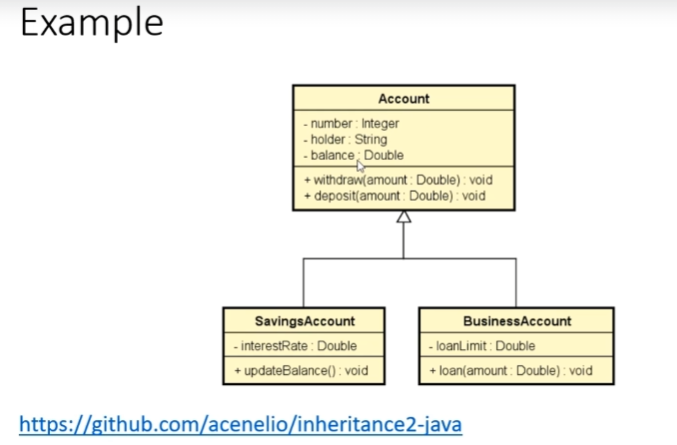 Example
Account
- number : Integer
- holder : String
- balance : Double
+ withdraw(amount : Double) : void
+ deposit(amount : Double) : void
SavingsAccount
- interestRate : Double
+ updateBalance() : void
BusinessAccount
- loanLimit : Double
+ loan(amount : Double) : void
https://github.com/acenelio/inheritance2-java